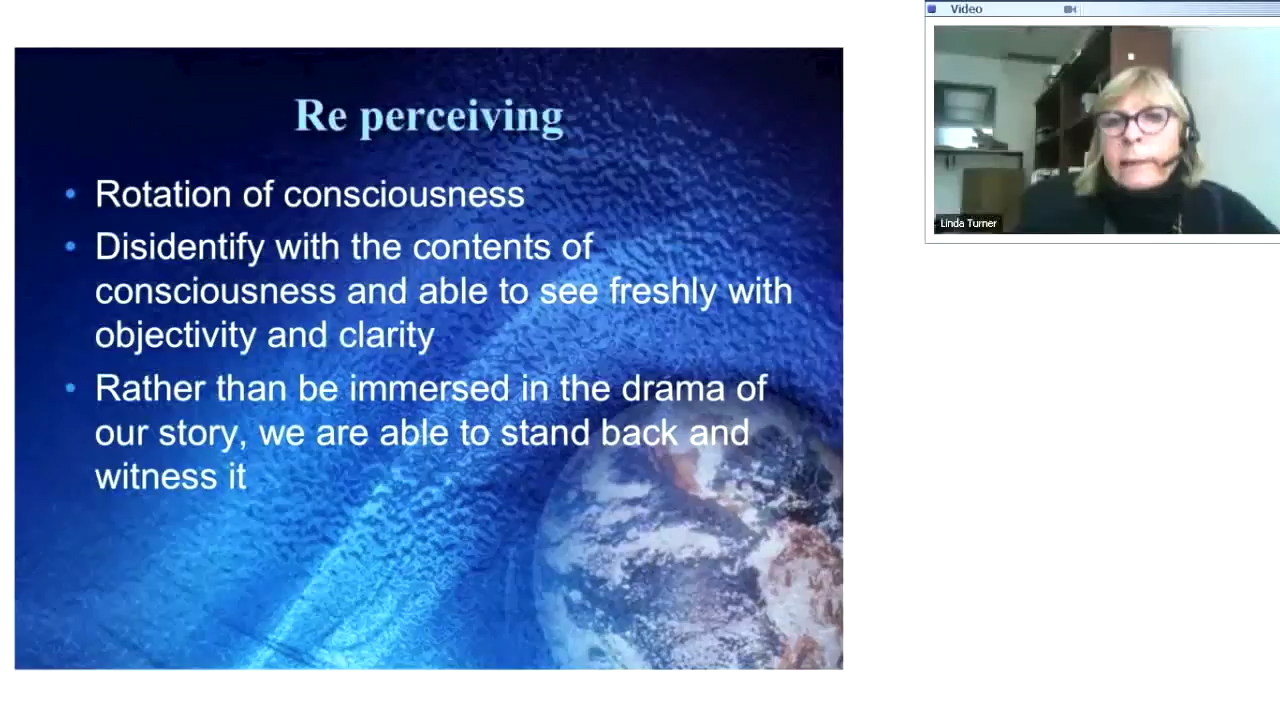 Video
Re perceiving
• Rotation of consciousness
• Disidentify with the contents of
consciousness and able to see freshly with
objectivity and clarity
• Rather than be immersed in the drama of
our story, we are able to stand back and
witness it
Linda Turner